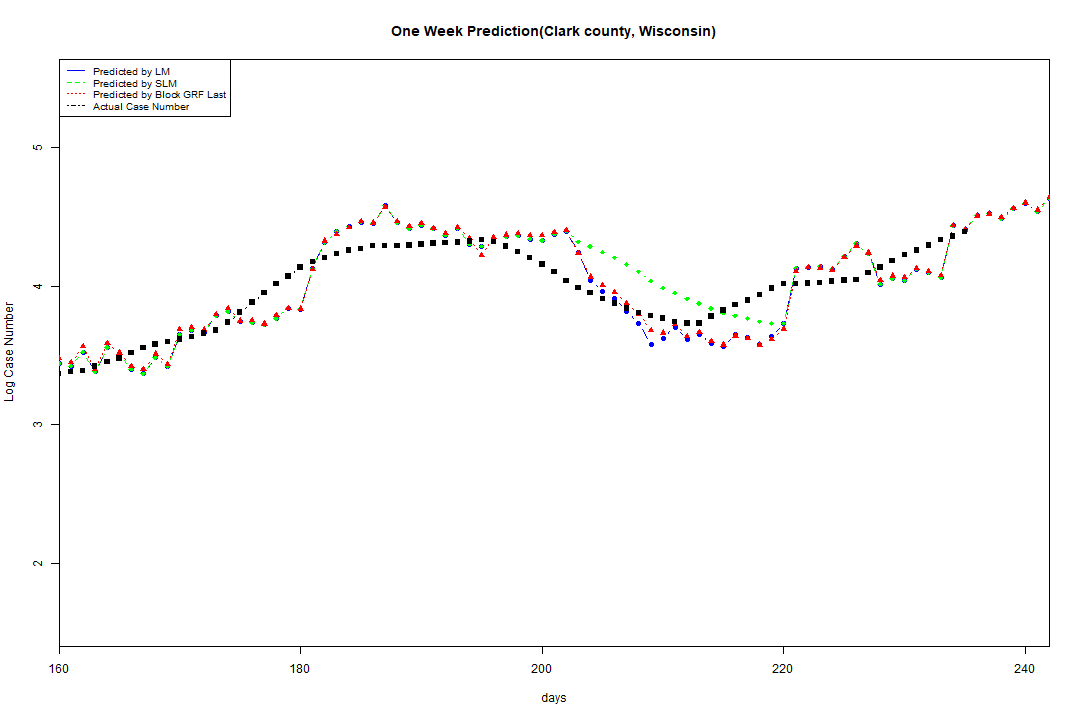 One Week Prediction(Clark county, Wisconsin)
Predicted by LM
Predicted by SLM
Predicted by Block GRF Last
Actual Case Number
5
4
3
2
Log Case Number
160 180 200 220 240
days